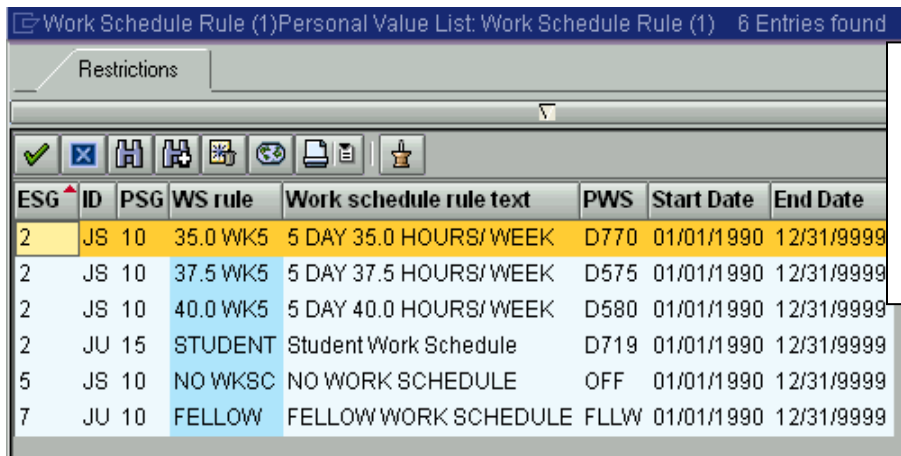 Work Schedule Rule (1)Personal Value List: Work Schedule Rule (1) 6 Entries found
Restrictions
ESG ID PSG WS rule Work schedule rule text PWS Start Date End Date
2 JS 10 35.0 WK5 5 DAY 35.0 HOURS/ WEEK D770 01/01/1990 12/31/9999
2 JS 10 37.5 WK5 5 DAY 37.5 HOURS/ WEEK D575 01/01/1990 12/31/9999
2 JS 10 40.0 WK5 5 DAY 40.0 HOURS/ WEEK D580 01/01/1990 12/31/9999
2 JU 15 STUDENT Student Work Schedule D719 01/01/1990 12/31/9999
5 JS 10 NO WKSC NO WORK SCHEDULE OFF 01/01/1990 12/31/9999
7 JU 10 FELLOW FELLOW WORK SCHEDULE FLLW 01/01/1990 12/31/9999